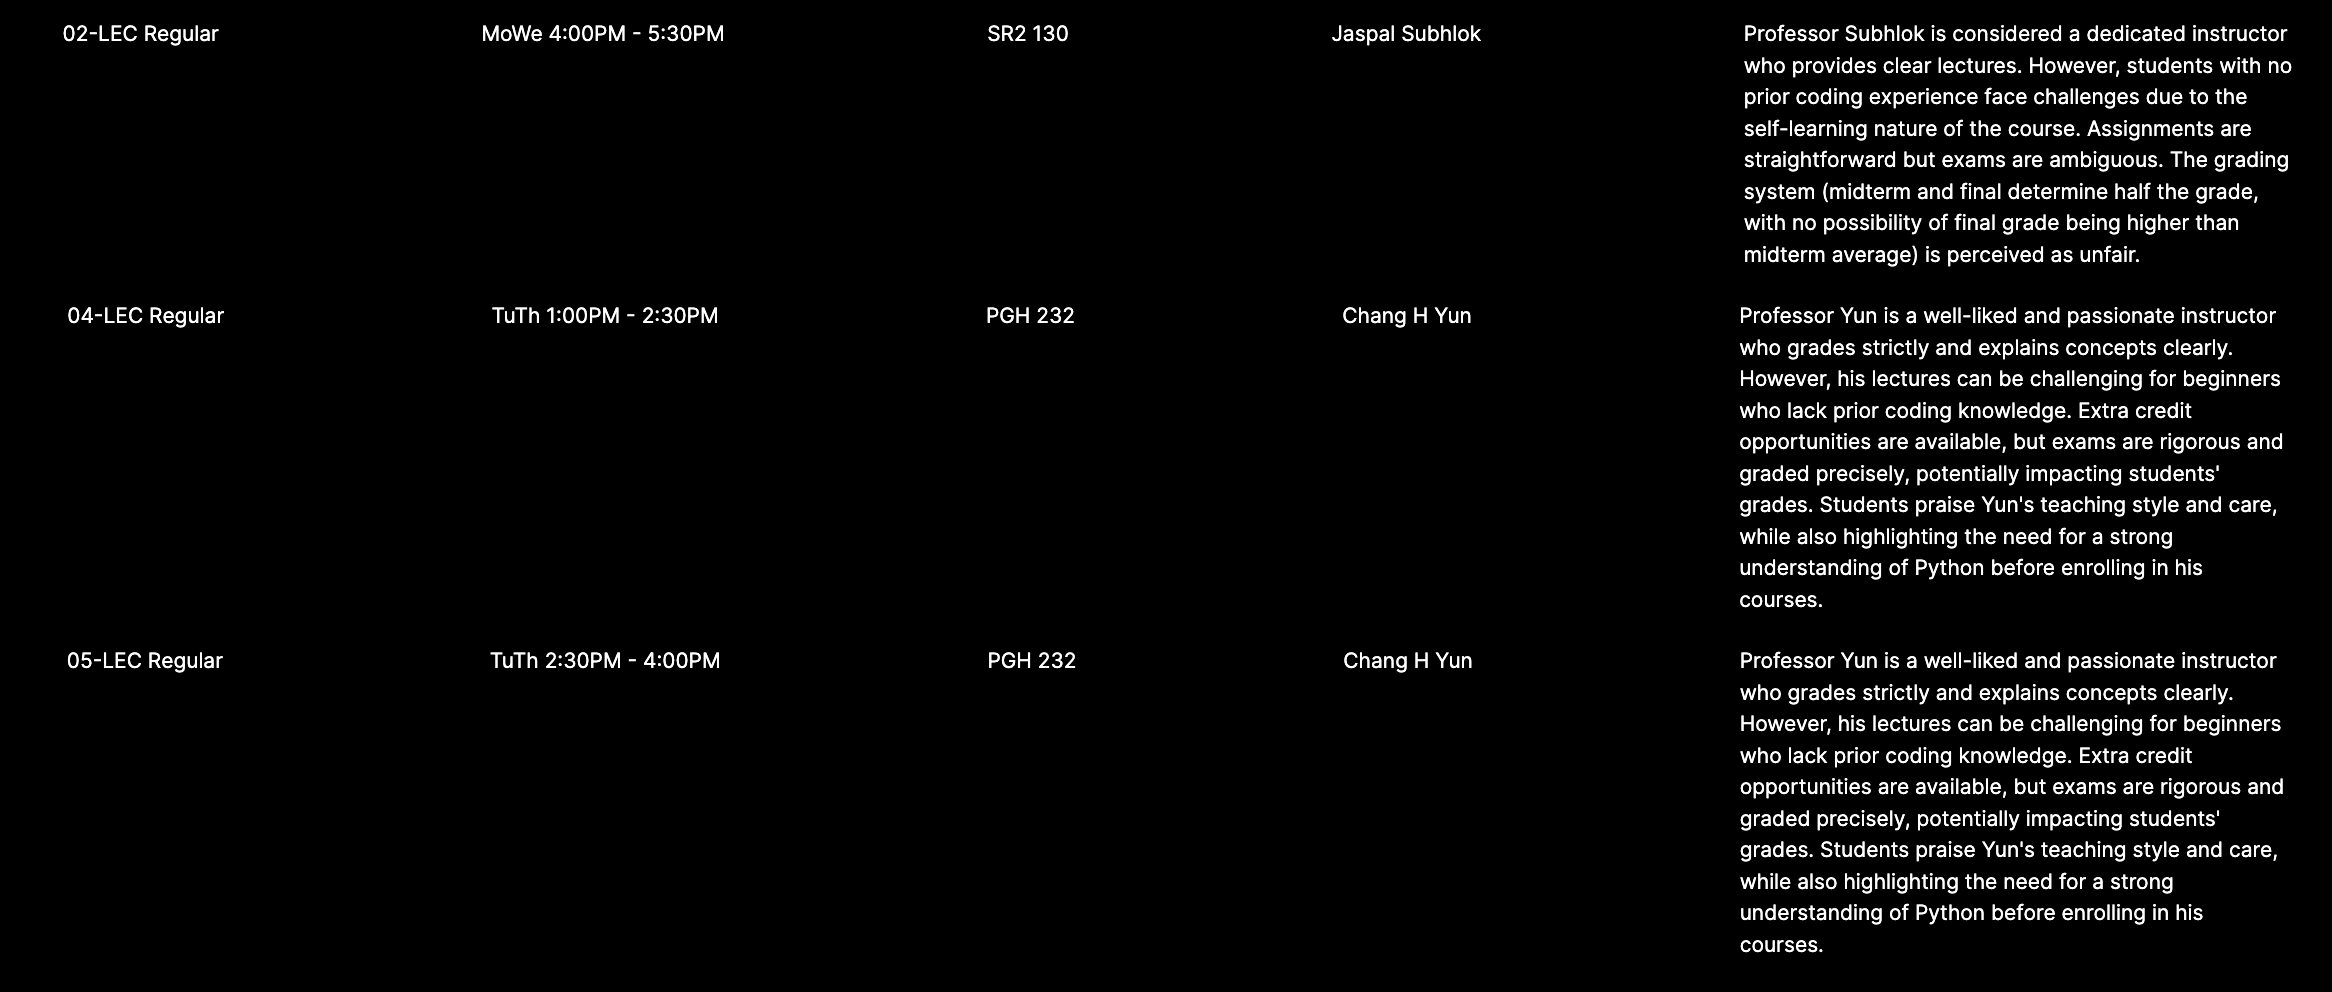 02-LEC Regular MoWe 4:00PM - 5:30PM SR2 130 Jaspal Subhlok Professor Subhlok is considered a dedicated instructor
who provides clear lectures. However, students with no
prior coding experience face challenges due to the
self-learning nature of the course. Assignments are
straightforward but exams are ambiguous. The grading
system (midterm and final determine half the grade,
with no possibility of final grade being higher than
midterm average) is perceived as unfair.
04-LEC Regular TuTh 1:00PM - 2:30PM PGH 232 Chang H Yun Professor Yun is a well-liked and passionate instructor
who grades strictly and explains concepts clearly.
However, his lectures can be challenging for beginners
who lack prior coding knowledge. Extra credit
opportunities are available, but exams are rigorous and
graded precisely, potentially impacting students'
grades. Students praise Yun's teaching style and care,
while also highlighting the need for a strong
understanding of Python before enrolling in his
courses.
05-LEC Regular TuTh 2:30PM - 4:00PM PGH 232 Chang H Yun Professor Yun is a well-liked and passionate instructor
who grades strictly and explains concepts clearly.
However, his lectures can be challenging for beginners
who lack prior coding knowledge. Extra credit
opportunities are available, but exams are rigorous and
graded precisely, potentially impacting students'
grades. Students praise Yun's teaching style and care,
while also highlighting the need for a strong
understanding of Python before enrolling in his
courses.